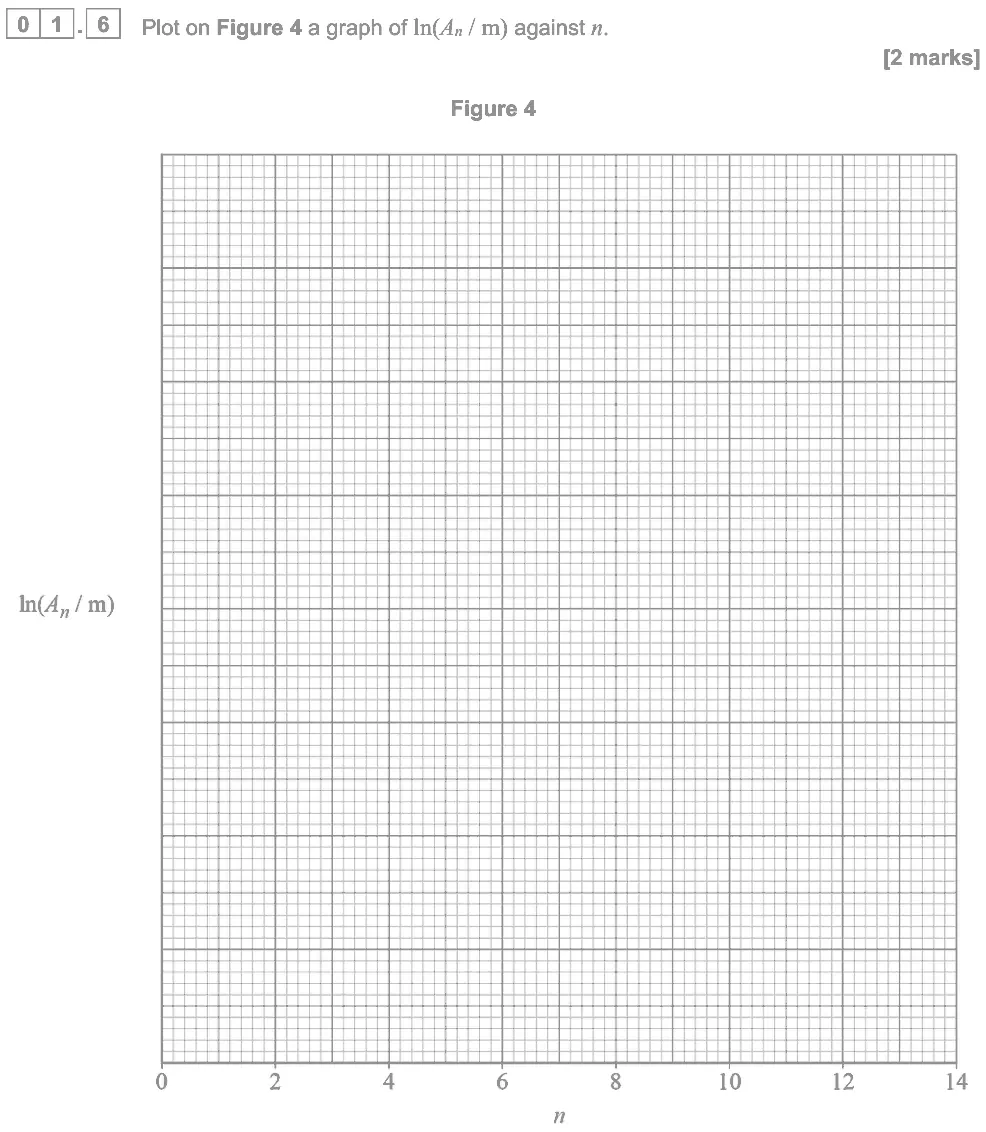 0 1 . 6 Plot on Figure 4 a graph of ln(Aₙ / m) against n.
[2 marks]
Figure 4
ln(Aₙ / m)
0 2 4 6 8 10 12 14
n